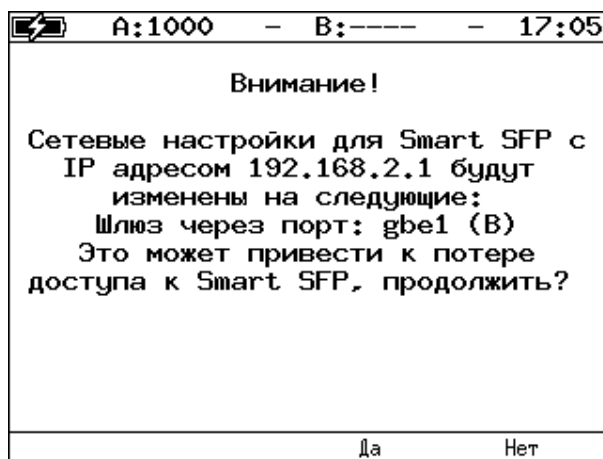 A:1000 – B:---- – 17:05
Внимание!
Сетевые настройки для Smart SFP с
IP адресом 192.168.2.1 будут
изменены на следующие:
Шлюз через порт: gbe1 (B)
Это может привести к потере
доступа к Smart SFP, продолжить?
Да Нет